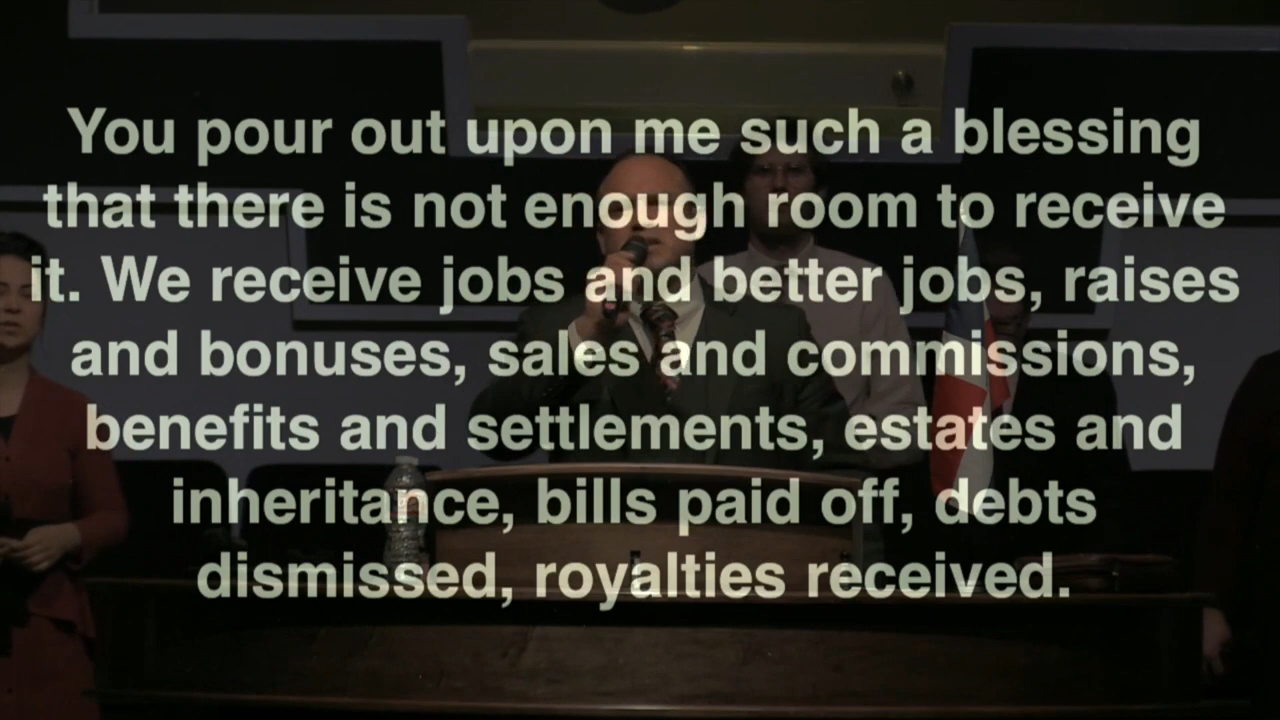 You pour out upon me such a blessing
that there is not enough room to receive
it. We receive jobs and better jobs, raises
and bonuses, sales and commissions,
benefits and settlements, estates and
inheritance, bills paid off, debts
dismissed, royalties received.